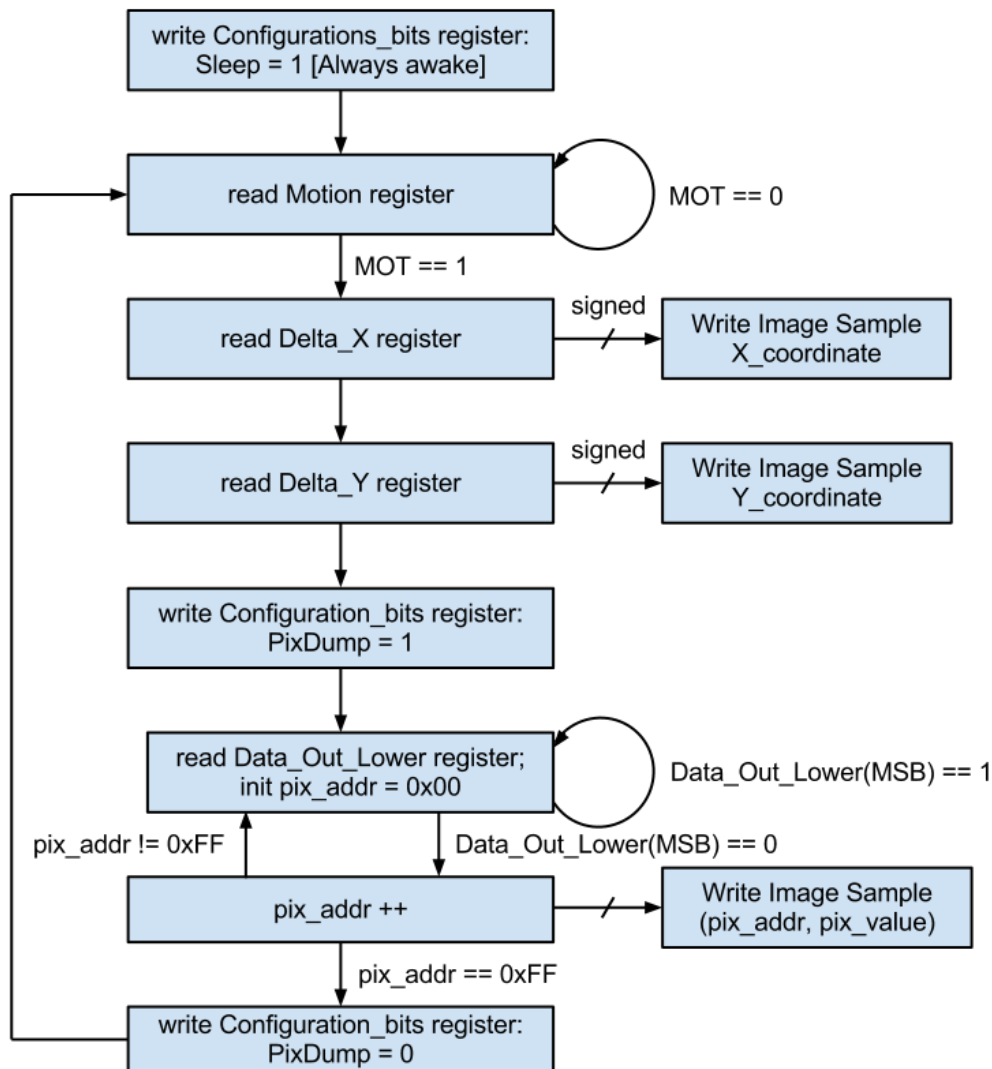 write Configurations_bits register:
Sleep = 1 [Always awake]
read Motion register
MOT == 0
MOT == 1
read Delta_X register
signed
Write Image Sample
X_coordinate
read Delta_Y register
signed
Write Image Sample
Y_coordinate
write Configuration_bits register:
PixDump = 1
read Data_Out_Lower register;
init pix_addr = 0x00
Data_Out_Lower(MSB) == 1
pix_addr != 0xFF
Data_Out_Lower(MSB) == 0
pix_addr ++
Write Image Sample
(pix_addr, pix_value)
pix_addr == 0xFF
write Configuration_bits register:
PixDump = 0